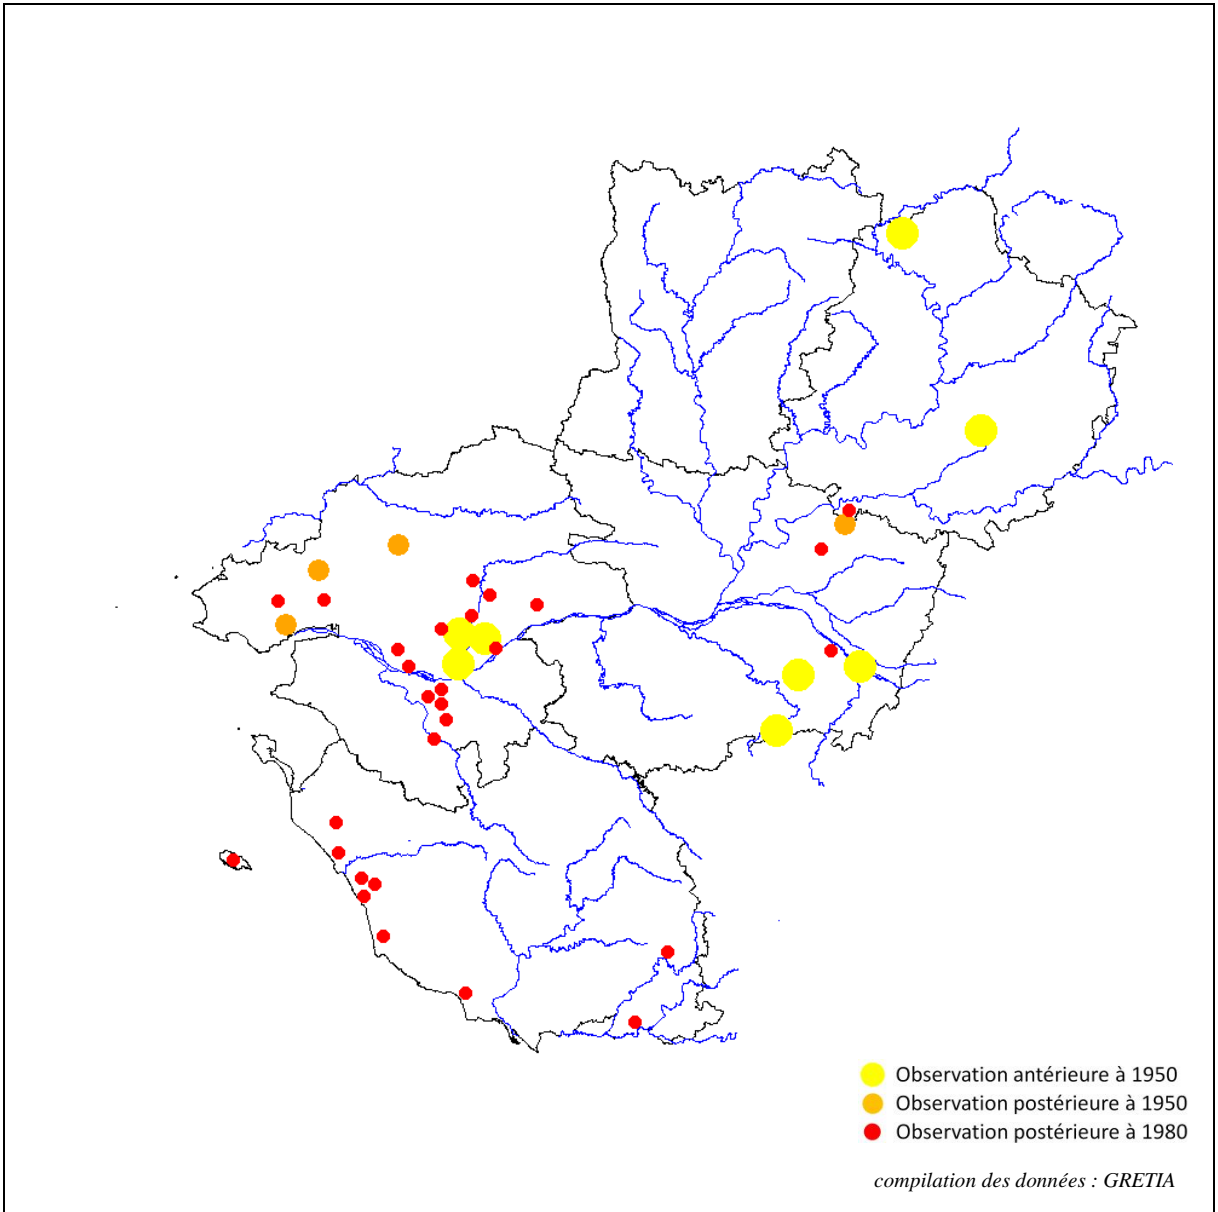 Observation antérieure à 1950
Observation postérieure à 1950
Observation postérieure à 1980
compilation des données : GRETIA